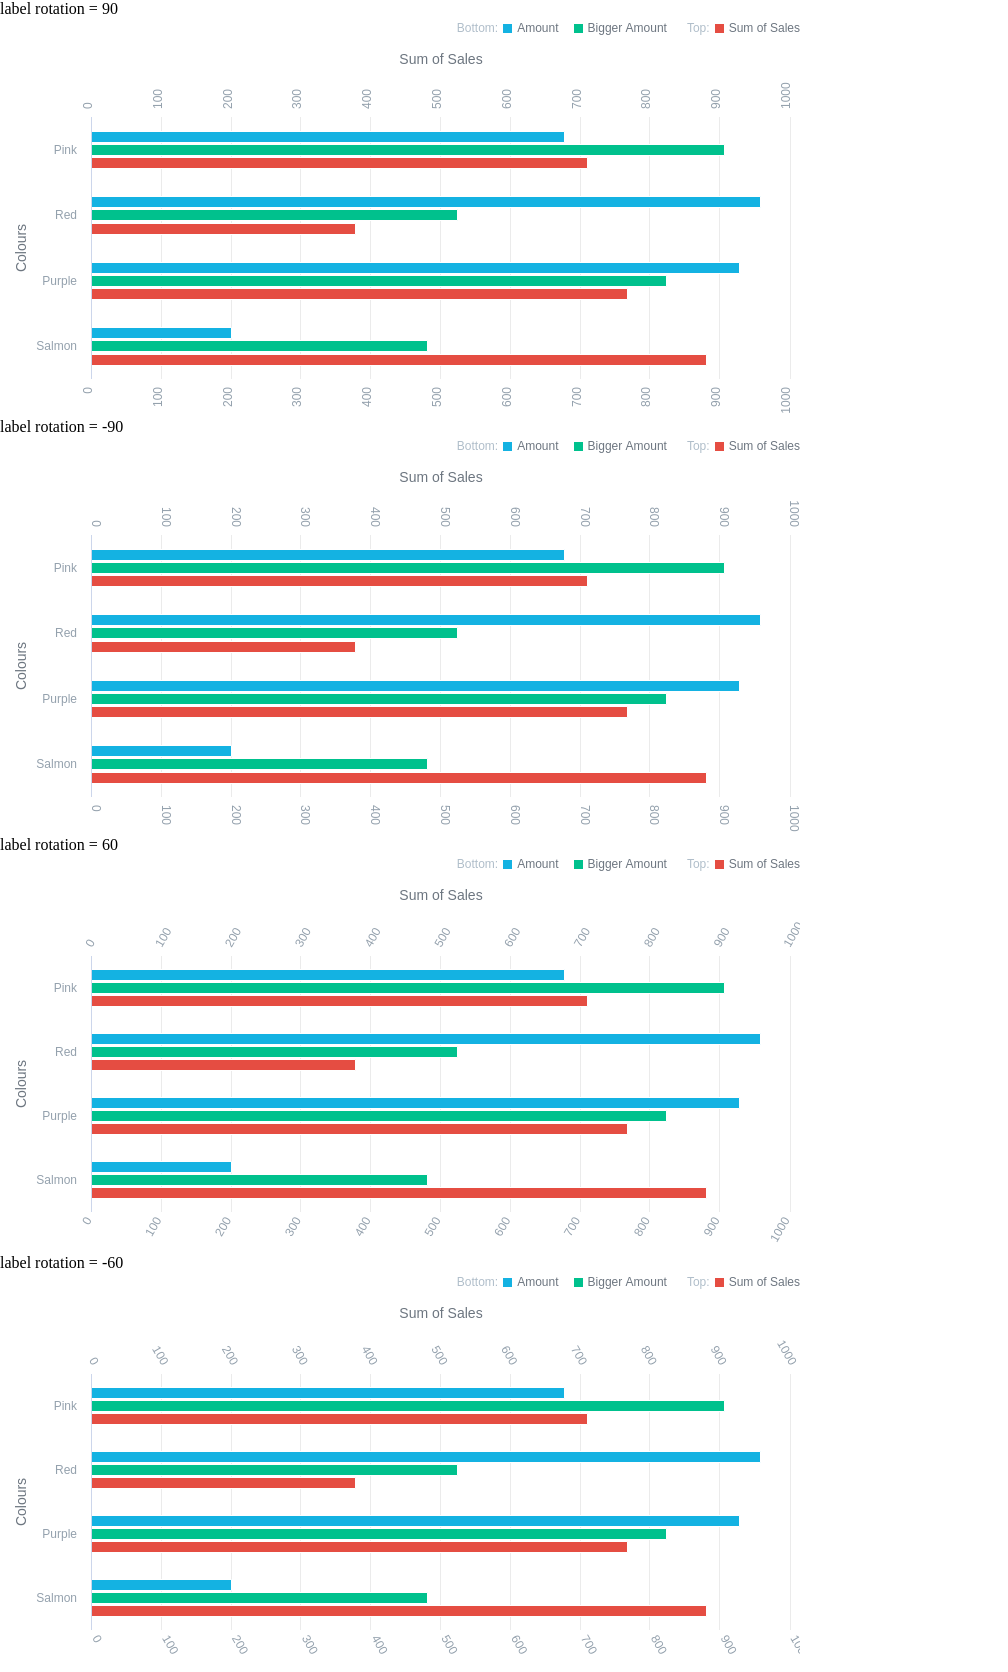 label rotation = 90
Bottom: Amount Bigger Amount Top: Sum of Sales
Sum of Sales
0 100 200 300 400 500 600 700 800 900 1000
Pink
Red
Colours
Purple
Salmon
0 100 200 300 400 500 600 700 800 900 1000
label rotation = -90
Bottom: Amount Bigger Amount Top: Sum of Sales
Sum of Sales
0 100 200 300 400 500 600 700 800 900 1000
Pink
Red
Colours
Purple
Salmon
0 100 200 300 400 500 600 700 800 900 1000
label rotation = 60
Bottom: Amount Bigger Amount Top: Sum of Sales
Sum of Sales
0 100 200 300 400 500 600 700 800 900 1000
Pink
Red
Colours
Purple
Salmon
0 100 200 300 400 500 600 700 800 900 1000
label rotation = -60
Bottom: Amount Bigger Amount Top: Sum of Sales
Sum of Sales
0 100 200 300 400 500 600 700 800 900 1000
Pink
Red
Colours
Purple
Salmon
0 100 200 300 400 500 600 700 800 900